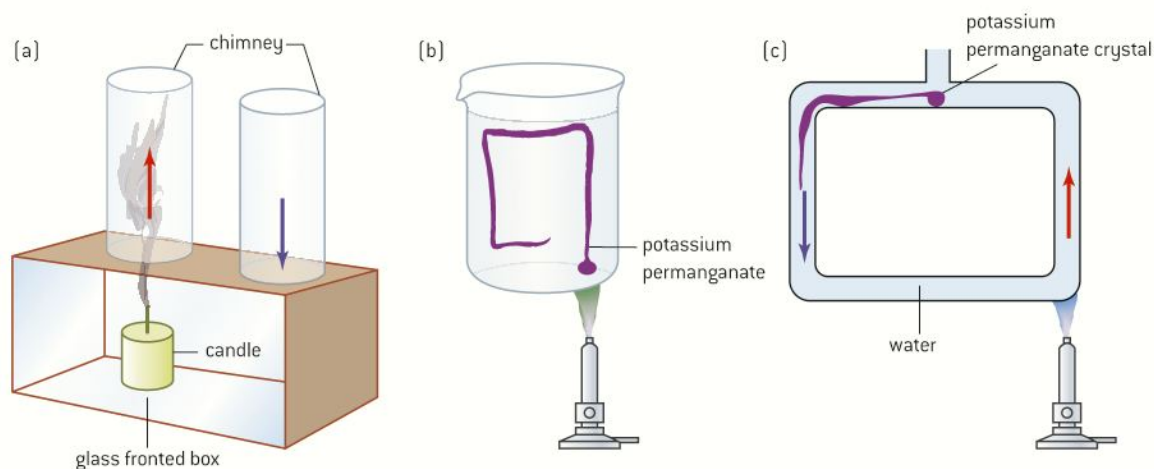 (a)
chimney
candle
glass fronted box
(b)
potassium
permanganate
(c)
potassium
permanganate crystal
water